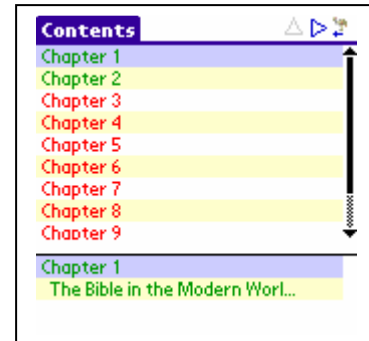 Contents
Chapter 1
Chapter 2
Chapter 3
Chapter 4
Chapter 5
Chapter 6
Chapter 7
Chapter 8
Chapter 9
Chapter 1
The Bible in the Modern Worl...